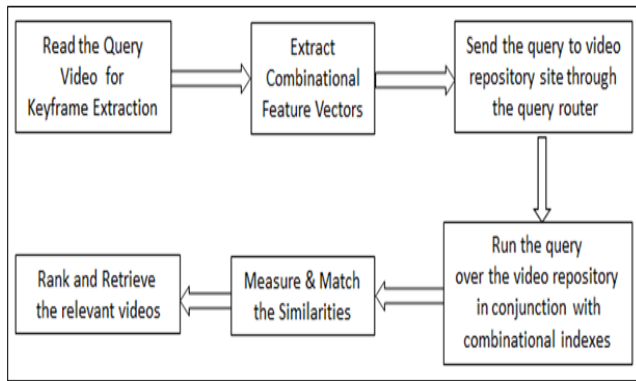 Read the Query
Video for
Keyframe Extraction
Extract
Combinational
Feature Vectors
Send the query to video
repository site through
the query router
Run the query
over the video repository
in conjunction with
combinational indexes
Measure & Match
the Similarities
Rank and Retrieve
the relevant videos